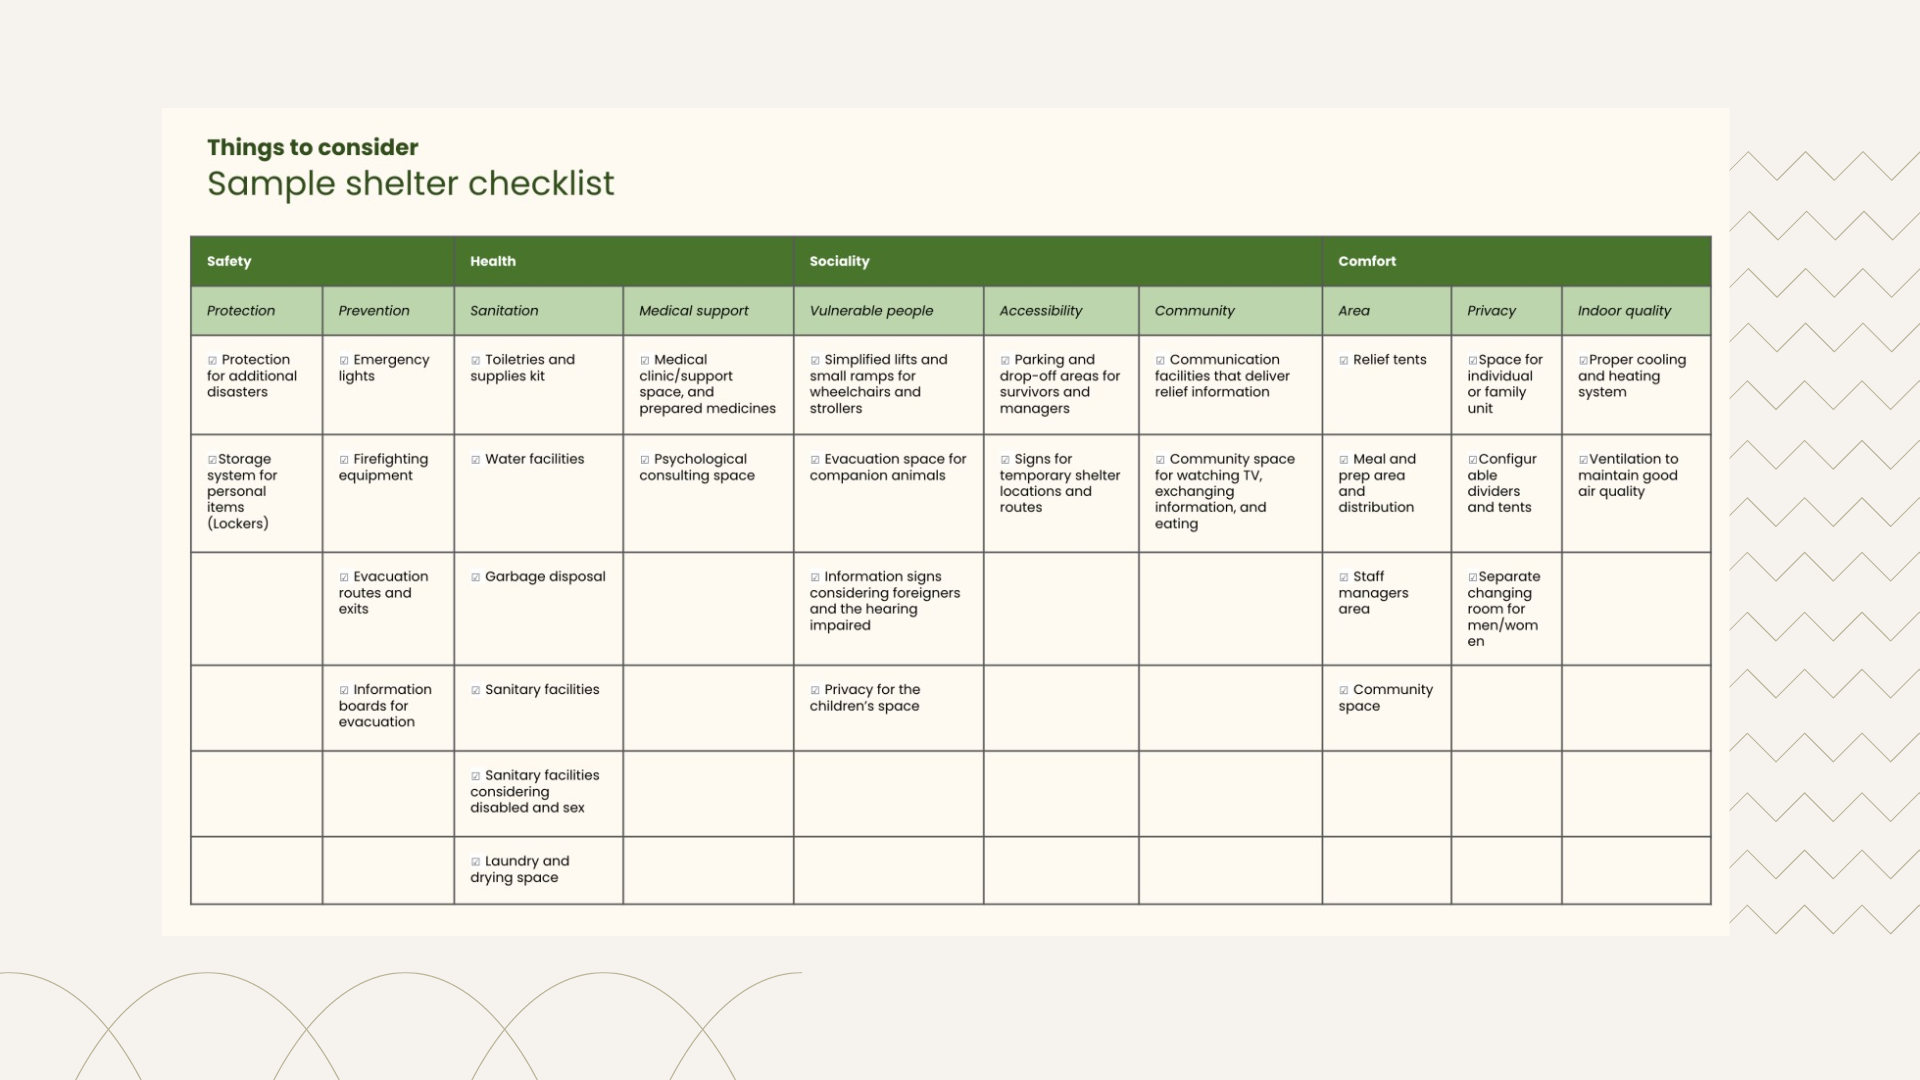 Things to consider
Sample shelter checklist
Safety
Health
Sociality
Comfort
Protection
Prevention
Sanitation
Medical support
Vulnerable people
Accessibility
Community
Area
Privacy
Indoor quality
☑ Protection
for additional
disasters
☑ Emergency
lights
☑ Toiletries and
supplies kit
☑ Medical
clinic/support
space, and
prepared medicines
☑ Simplified lifts and
small ramps for
wheelchairs and
strollers
☑ Parking and
drop-off areas for
survivors and
managers
☑ Communication
facilities that deliver
relief information
☑ Relief tents
☑Space for
individual
or family
unit
☑Proper cooling
and heating
system
☑Storage
system for
personal
items
(Lockers)
☑ Firefighting
equipment
☑ Water facilities
☑ Psychological
consulting space
☑ Evacuation space for
companion animals
☑ Signs for
temporary shelter
locations and
routes
☑ Community space
for watching TV,
exchanging
information, and
eating
☑ Meal and
prep area
and
distribution
☑Configur
able
dividers
and tents
☑Ventilation to
maintain good
air quality
☑ Evacuation
routes and
exits
☑ Garbage disposal
☑ Information signs
considering foreigners
and the hearing
impaired
☑ Staff
managers
area
☑Separate
changing
room for
men/wom
en
☑ Information
boards for
evacuation
☑ Sanitary facilities
☑ Privacy for the
children’s space
☑ Community
space
☑ Sanitary facilities
considering
disabled and sex
☑ Laundry and
drying space